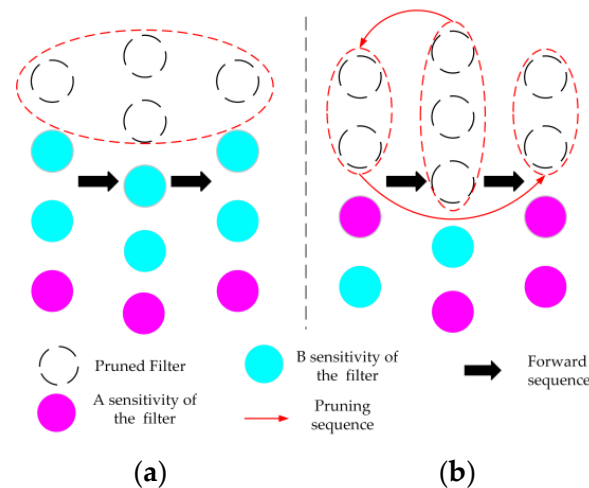 Pruned Filter
B sensitivity of
the filter
Forward
sequence
A sensitivity of
the filter
Pruning
sequence
(a)
(b)